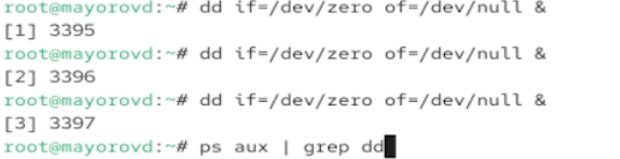 root@mayorovd:~# dd if=/dev/zero of=/dev/null &
[1] 3395
root@mayorovd:~# dd if=/dev/zero of=/dev/null &
[2] 3396
root@mayorovd:~# dd if=/dev/zero of=/dev/null &
[3] 3397
root@mayorovd:~# ps aux | grep dd